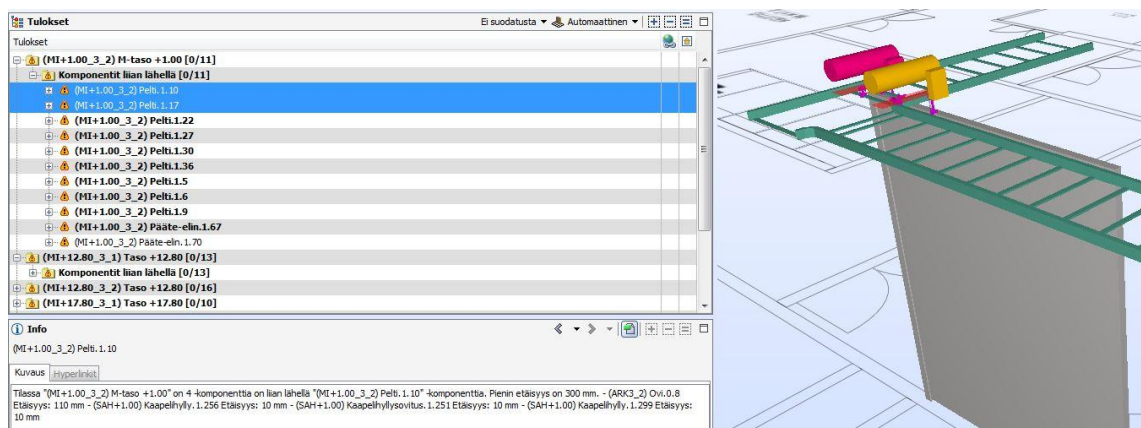 Tulokset
Ei suodatusta
Automaattinen
Tulokset
(MI+1.00_3_2) M-taso +1.00 [0/11]
Komponentit liian lähellä [0/11]
(MI+1.00_3_2) Pelti.1.10
(MI+1.00_3_2) Pelti.1.17
(MI+1.00_3_2) Pelti.1.22
(MI+1.00_3_2) Pelti.1.27
(MI+1.00_3_2) Pelti.1.30
(MI+1.00_3_2) Pelti.1.36
(MI+1.00_3_2) Pelti.1.5
(MI+1.00_3_2) Pelti.1.6
(MI+1.00_3_2) Pelti.1.9
(MI+1.00_3_2) Pääte-elin.1.67
(MI+1.00_3_2) Pääte-elin.1.70
(MI+12.80_3_1) Taso +12.80 [0/13]
Komponentit liian lähellä [0/13]
(MI+12.80_3_2) Taso +12.80 [0/16]
(MI+17.80_3_1) Taso +17.80 [0/10]
Info
(MI+1.00_3_2) Pelti.1.10
Kuvaus Hyperlinkit
Tilassa "(MI+1.00_3_2) M-taso +1.00" on 4 -komponenttia on liian lähellä "(MI+1.00_3_2) Pelti.1.10" -komponenttia. Pienin etäisyys on 300 mm. - (ARK3_2) Ovi.0.8
Etäisyys: 110 mm - (SAH+1.00) Kaapelihylly.1.256 Etäisyys: 10 mm - (SAH+1.00) Kaapelihyllysovitus.1.251 Etäisyys: 10 mm - (SAH+1.00) Kaapelihylly.1.299 Etäisyys:
10 mm